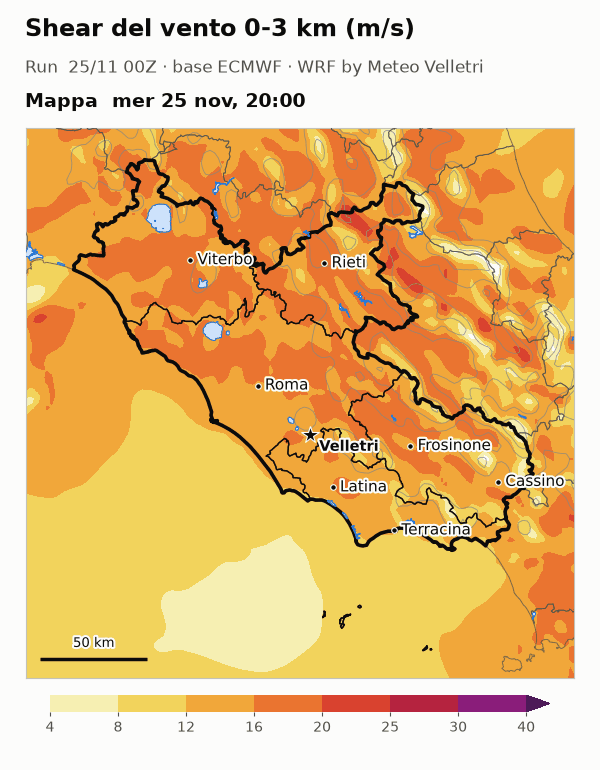 Shear del vento 0-3 km (m/s)
Run  25/11 00Z · base ECMWF · WRF by Meteo Velletri
Mappa  mer 25 nov, 20:00
Viterbo
Rieti
Roma
Velletri
Frosinone
Cassino
Latina
Terracina
50 km
4 8 12 16 20 25 30 40